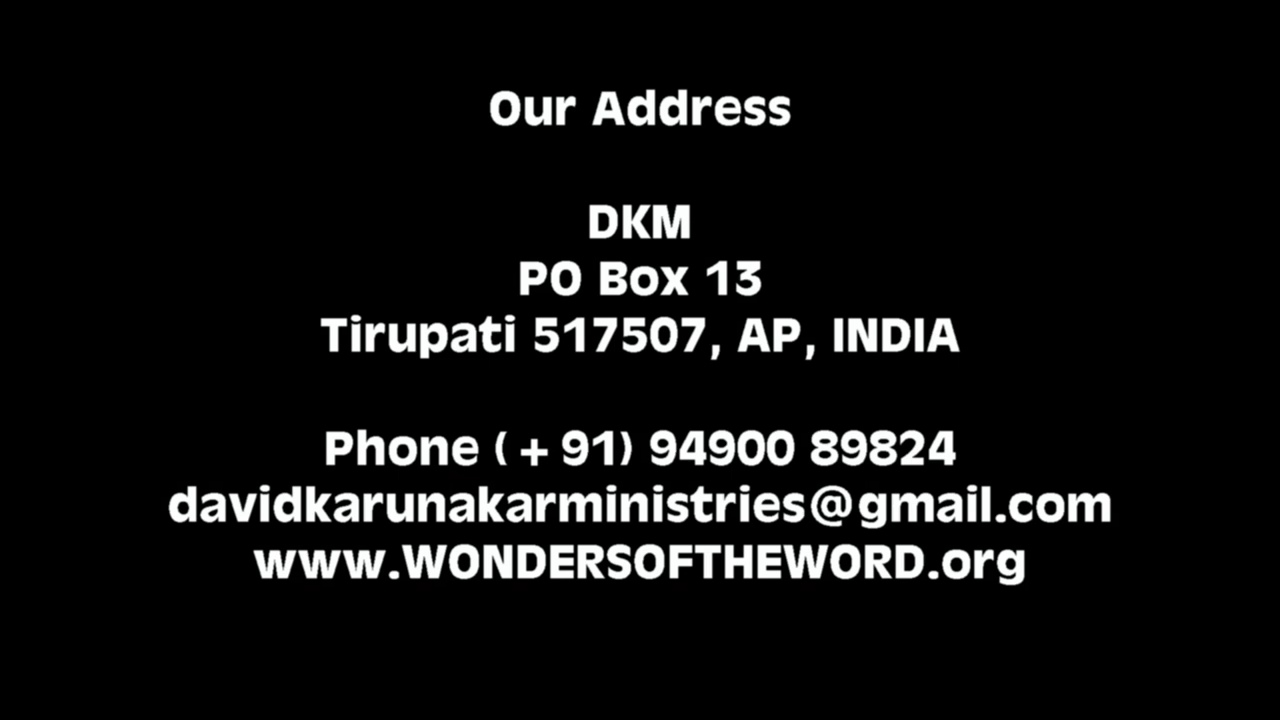 Our Address
DKM
PO Box 13
Tirupati 517507, AP, INDIA
Phone (+91) 94900 89824
davidkarunakarministries@gmail.com
www.WONDERSOFTHEWORD.org